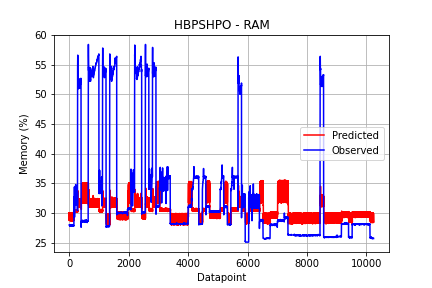 HBPSHPO - RAM
60
55
50
45
40
35
30
25
Memory (%)
Predicted
Observed
0
2000
4000
6000
8000
10000
Datapoint